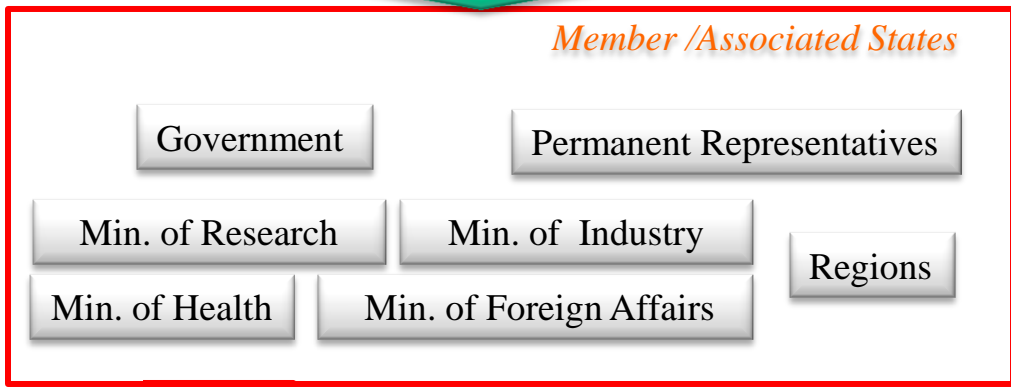 Member /Associated States
Government
Permanent Representatives
Min. of Research
Min. of  Industry
Regions
Min. of Health
Min. of Foreign Affairs